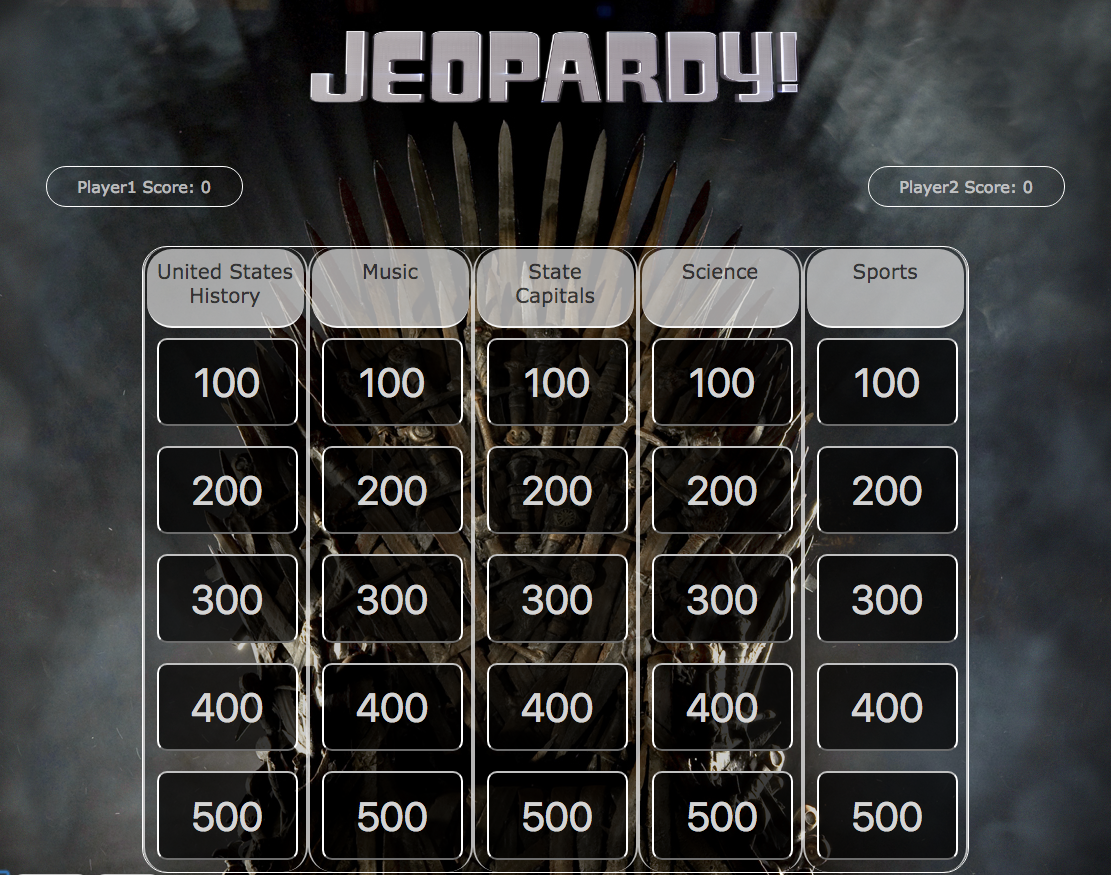 JEOPARDY!
Player1 Score: 0
Player2 Score: 0
United States
History
Music
State
Capitals
Science
Sports
100 100 100 100 100
200 200 200 200 200
300 300 300 300 300
400 400 400 400 400
500 500 500 500 500